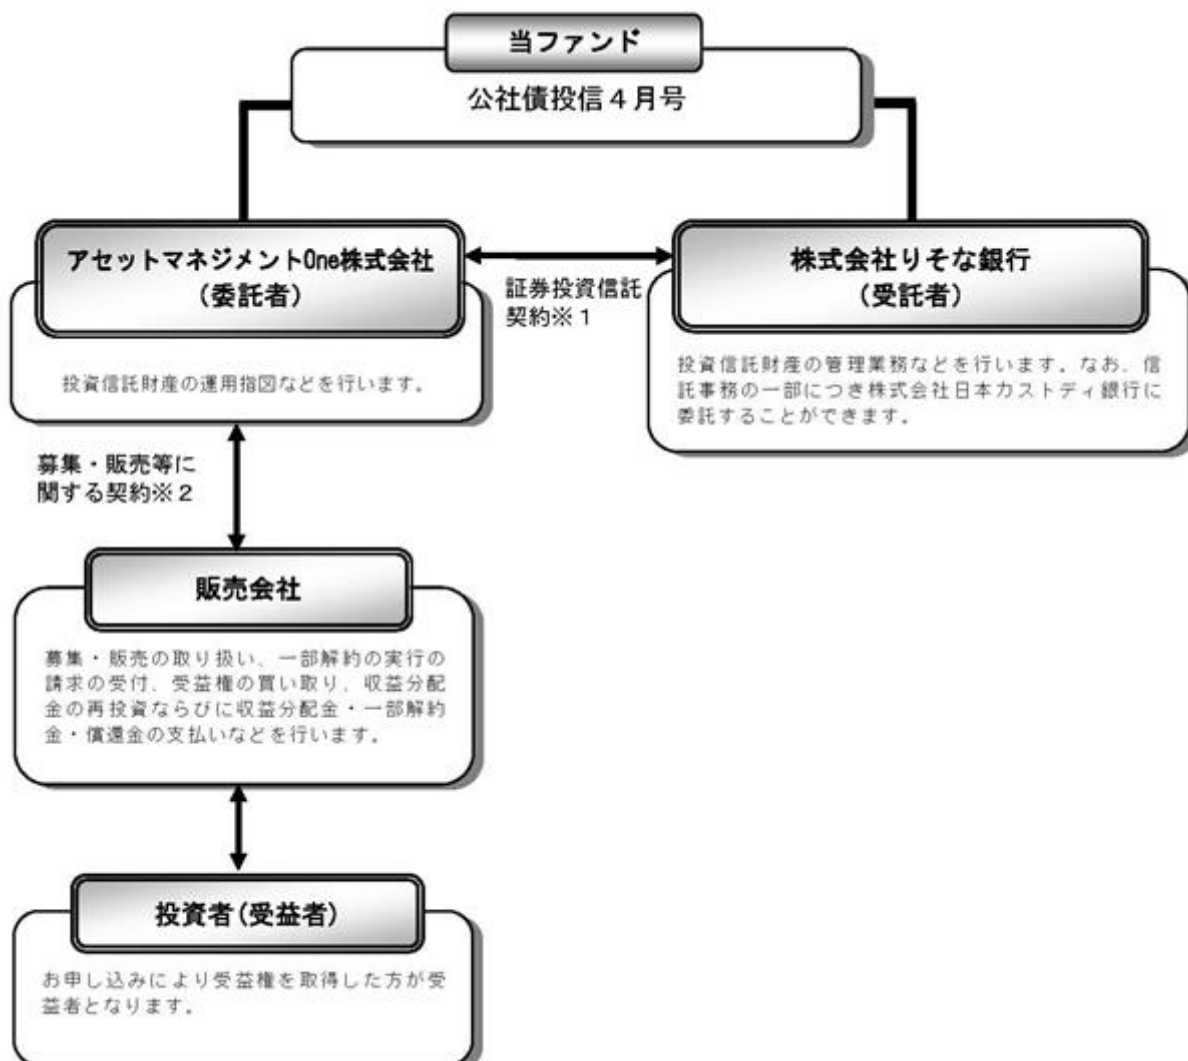 当ファンド
公社債投信４月号
アセットマネジメントOne株式会社
（委託者）
投資信託財産の運用指図などを行います。
証券投資信託
契約※１
株式会社りそな銀行
（受託者）
投資信託財産の管理業務などを行います。なお、信
託事務の一部につき株式会社日本カストディ銀行に
委託することができます。
募集・販売等に
関する契約※２
販売会社
募集・販売の取り扱い、一部解約の実行の
請求の受付、受益権の買い取り、収益分配
金の再投資ならびに収益分配金・一部解約
金・償還金の支払いなどを行います。
投資者(受益者)
お申し込みにより受益権を取得した方が受
益者となります。